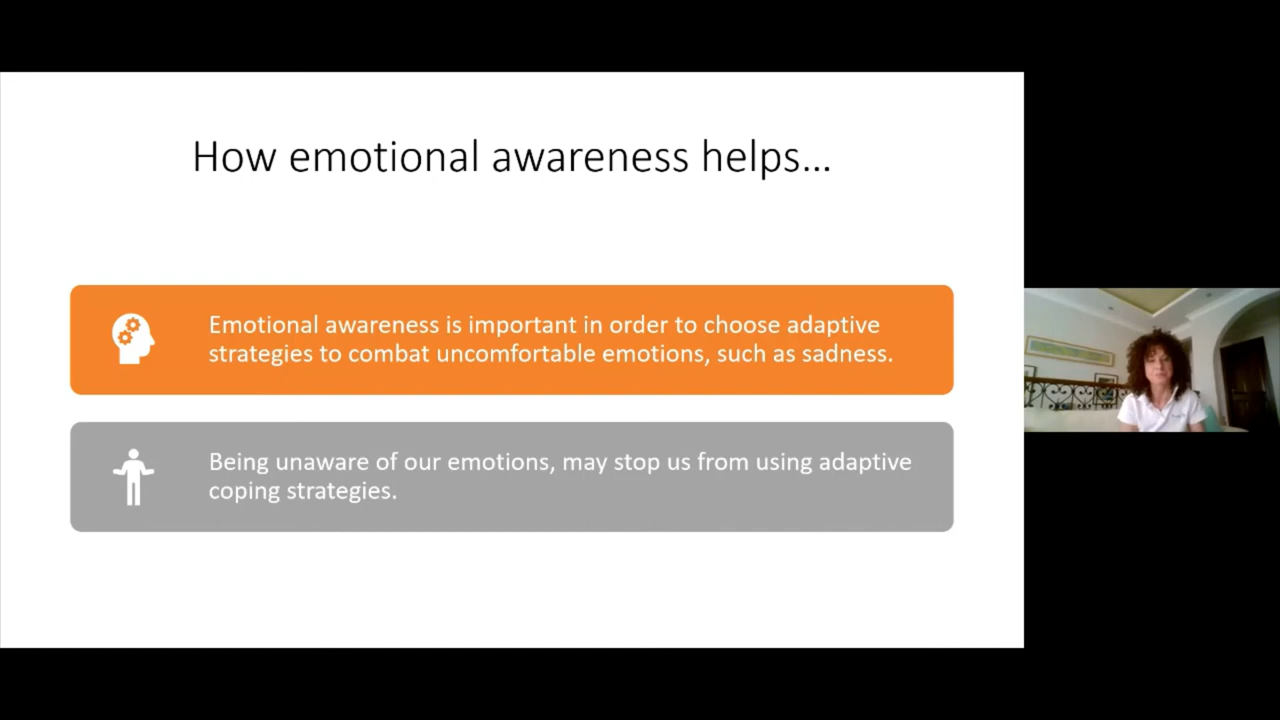 How emotional awareness helps...
Emotional awareness is important in order to choose adaptive
strategies to combat uncomfortable emotions, such as sadness.
Being unaware of our emotions, may stop us from using adaptive
coping strategies.